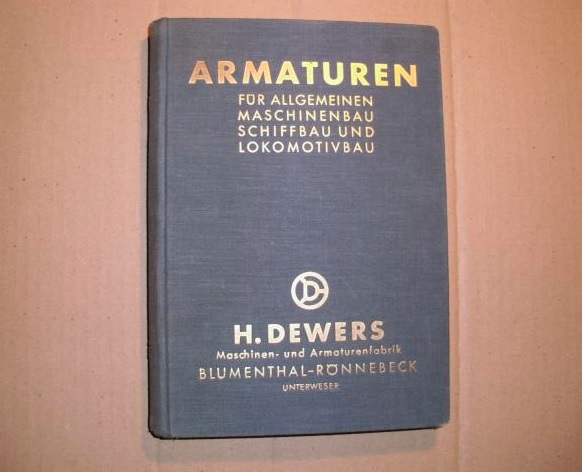 ARMATUREN
FÜR ALLGEMEINEN
MASCHINENBAU
SCHIFFBAU UND
LOKOMOTIVBAU
D
H. DEWERS
Maschinen- und Armaturenfabrik
BLUMENTHAL-RÖNNEBECK
UNTERWESER